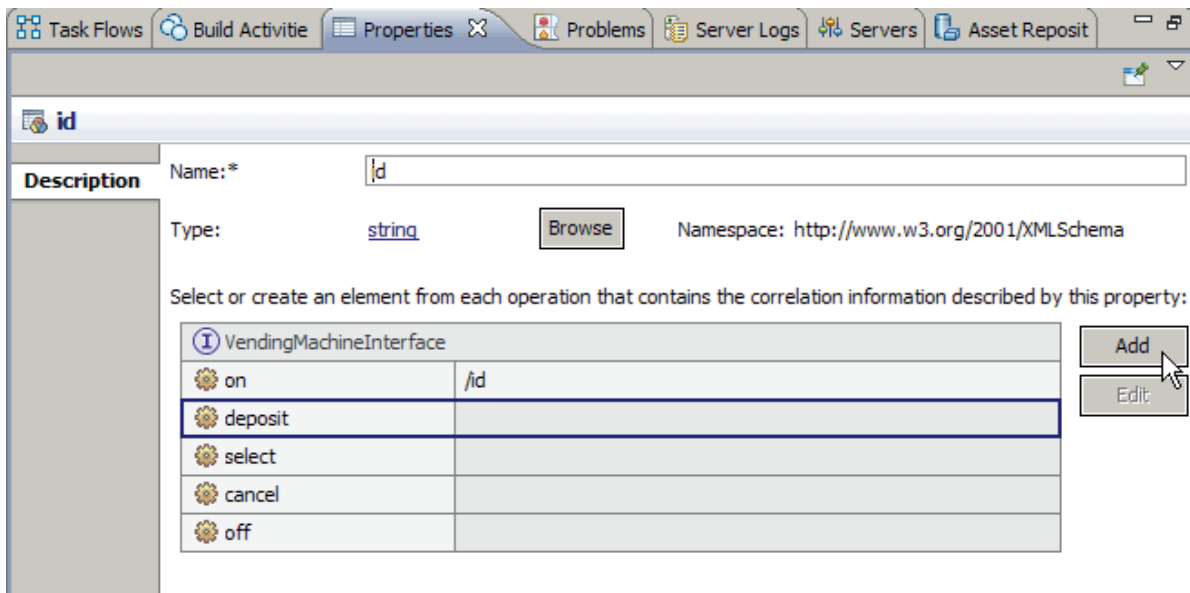 Task Flows Build Activitie Properties Problems Server Logs Servers Asset Reposit
id
Description
Name:* id
Type: string Browse Namespace: http://www.w3.org/2001/XMLSchema
Select or create an element from each operation that contains the correlation information described by this property:
VendingMachineInterface
Add
on /id
Edit
deposit
select
cancel
off